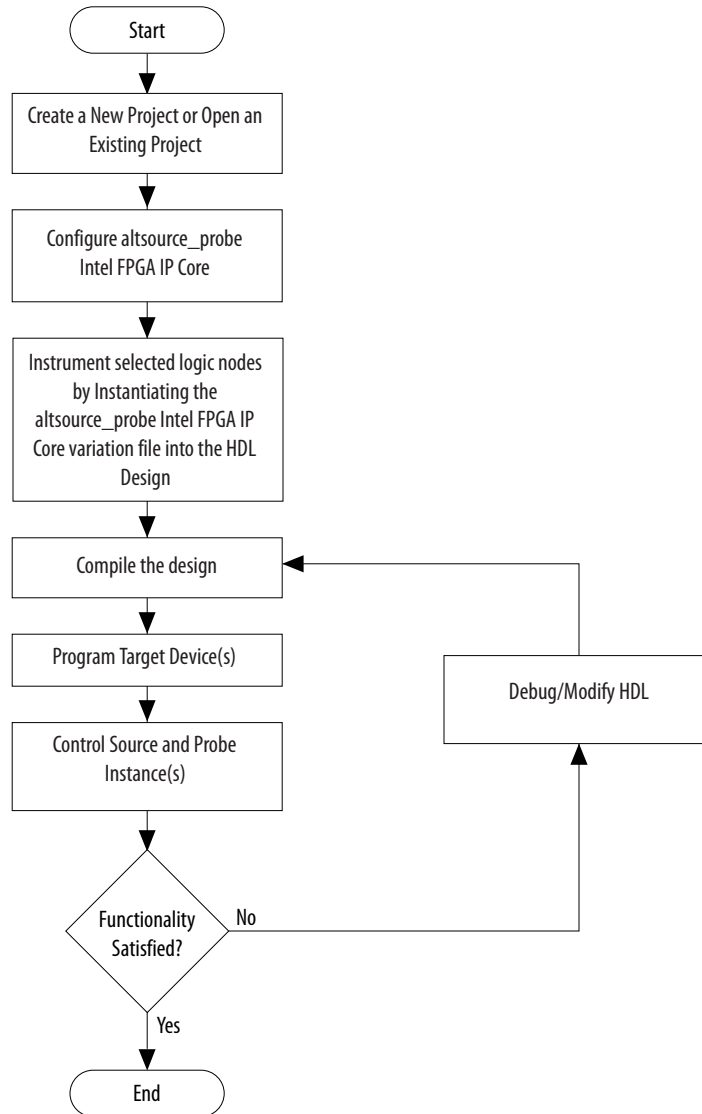 Start
Create a New Project or Open an
Existing Project
Configure altsource_probe
Intel FPGA IP Core
Instrument selected logic nodes
by Instantiating the
altsource_probe Intel FPGA IP
Core variation file into the HDL
Design
Compile the design
Program Target Device(s)
Debug/Modify HDL
Control Source and Probe
Instance(s)
Functionality
Satisfied?
No
Yes
End